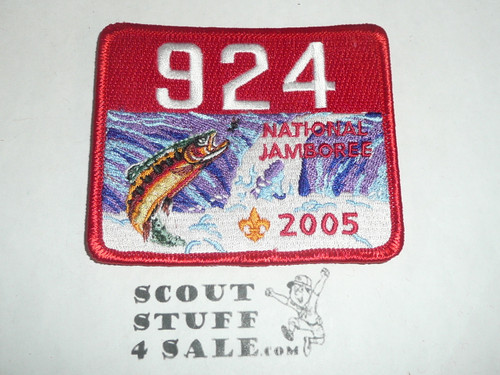 924
NATIONAL
JAMBOREE
2005
SCOUT
STUFF
4 SALE.com